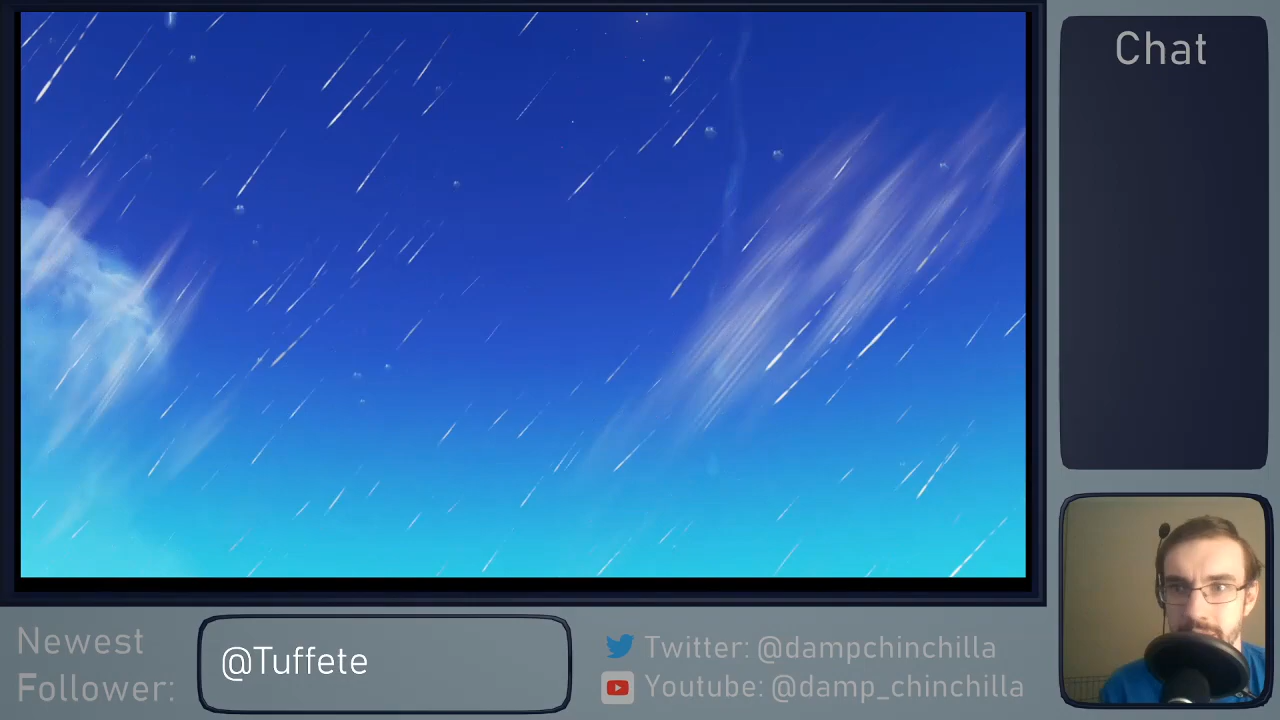 Chat
Newest
Follower:
@Tuffete
Twitter: @dampchinchilla
Youtube: @damp_chinchilla